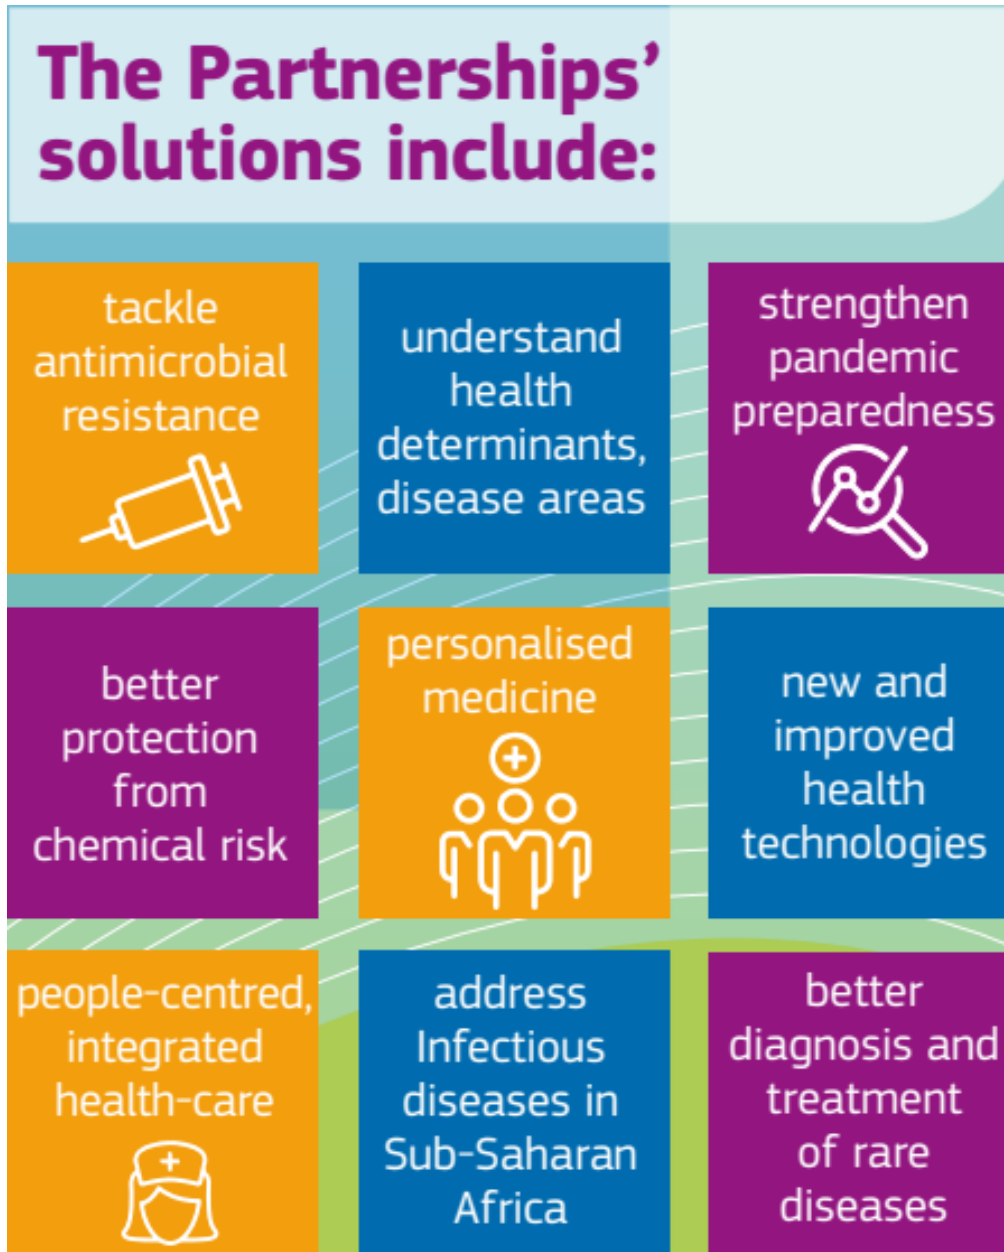 The Partnerships'
solutions include:
tackle
antimicrobial
resistance
understand
health
determinants,
disease areas
strengthen
pandemic
preparedness
better
protection
from
chemical risk
personalised
medicine
new and
improved
health
technologies
people-centred,
integrated
health-care
address
Infectious
diseases in
Sub-Saharan
Africa
better
diagnosis and
treatment
of rare
diseases